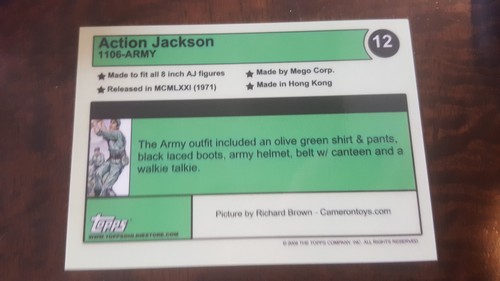 Action Jackson
1106-ARMY
12
★ Made to fit all 8 inch AJ figures
★ Made by Mego Corp.
★ Released in MCMLXXI (1971)
★ Made in Hong Kong
The Army outfit included an olive green shirt & pants,
black laced boots, army helmet, belt w/ canteen and a
walkie talkie.
Topps
Picture by Richard Brown - Camerontoys.com
THE TOPPS COMPANY, INC. ALL RIGHTS RESERVED.